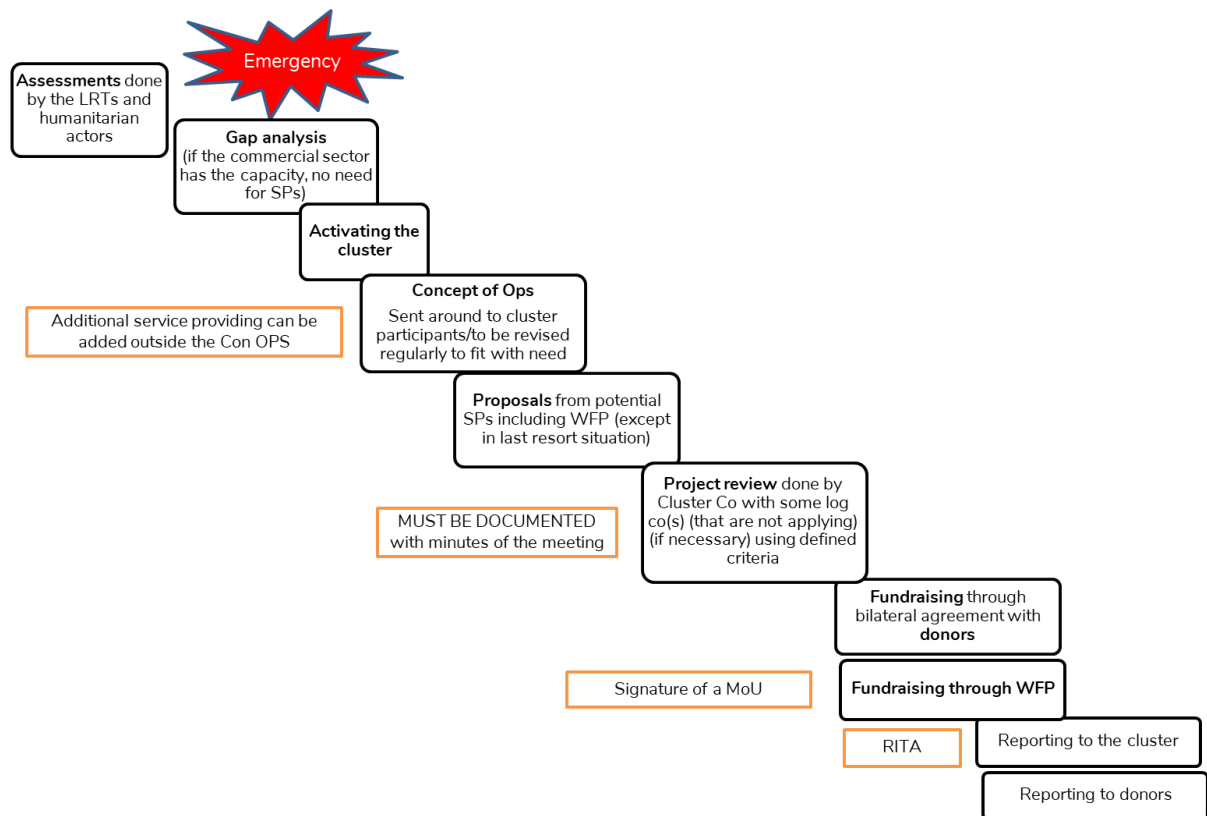 Emergency
Assessments done
by the LRTs and
humanitarian
actors
Gap analysis
(if the commercial sector
has the capacity, no need
for SPs)
Activating the
cluster
Concept of Ops
Sent around to cluster
participants/to be revised
regularly to fit with need
Additional service providing can be
added outside the Con OPS
Proposals from potential
SPs including WFP (except
in last resort situation)
Project review done by
Cluster Co with some log
co(s) (that are not applying)
(if necessary) using defined
criteria
MUST BE DOCUMENTED
with minutes of the meeting
Fundraising through
bilateral agreement with
donors
Signature of a MoU
Fundraising through WFP
RITA
Reporting to the cluster
Reporting to donors